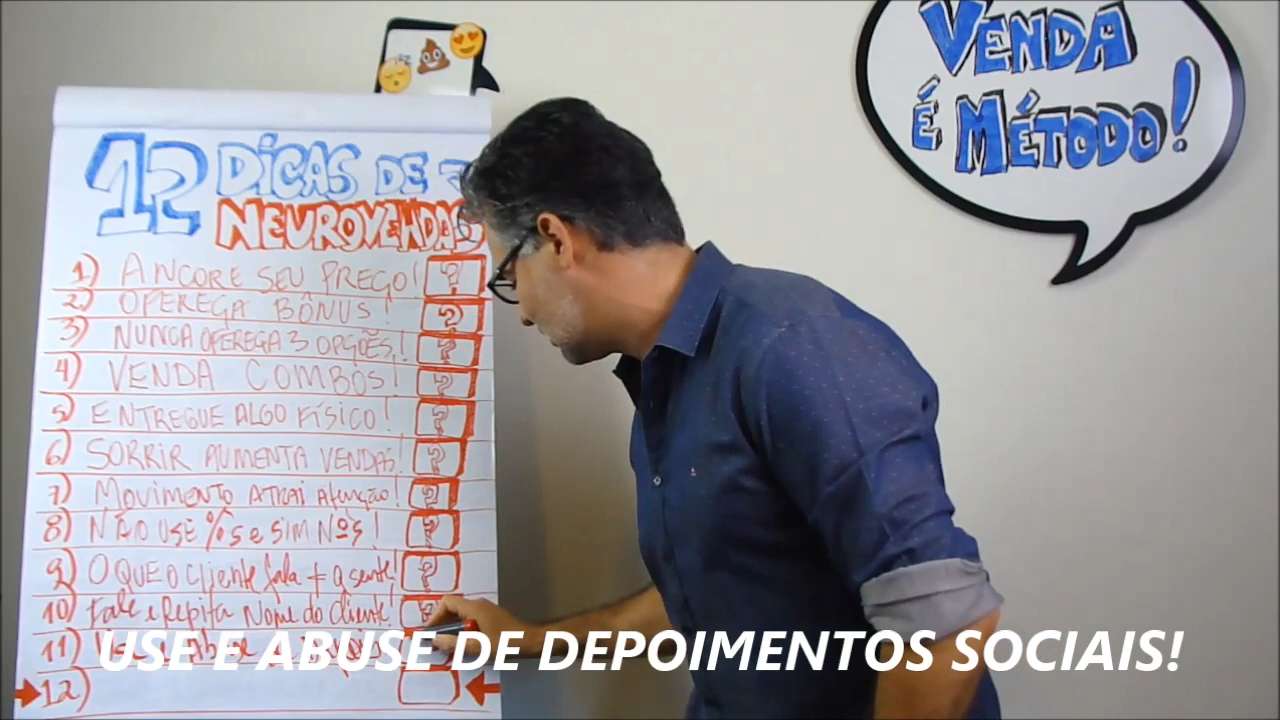 VENDA
É MÉTODO!
12 DICAS DE
NEUROVENDAS
1) ANCORE SEU PREÇO! ?
2) OFEREÇA BÔNUS! ?
3) NUNCA OFEREÇA 3 OPÇÕES! ?
4) VENDA COMBOS! ?
5) ENTREGUE ALGO FÍSICO! ?
6) SORRIR AUMENTA VENDAS! ?
7) MOVIMENTO ATRAI Atenção! ?
8) NÃO USE %s e SIM Nºs! ?
9) O QUE O Cliente fala + q sente! ?
10) Fale e Repita Nome do Cliente! ?
11) Use e Abuse
USE E ABUSE DE DEPOIMENTOS SOCIAIS!
12)